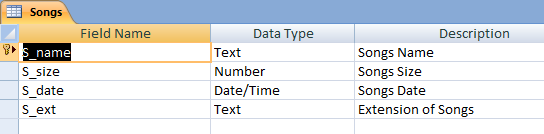 Songs
Field Name Data Type Description
S_name Text Songs Name
S_size Number Songs Size
S_date Date/Time Songs Date
S_ext Text Extension of Songs